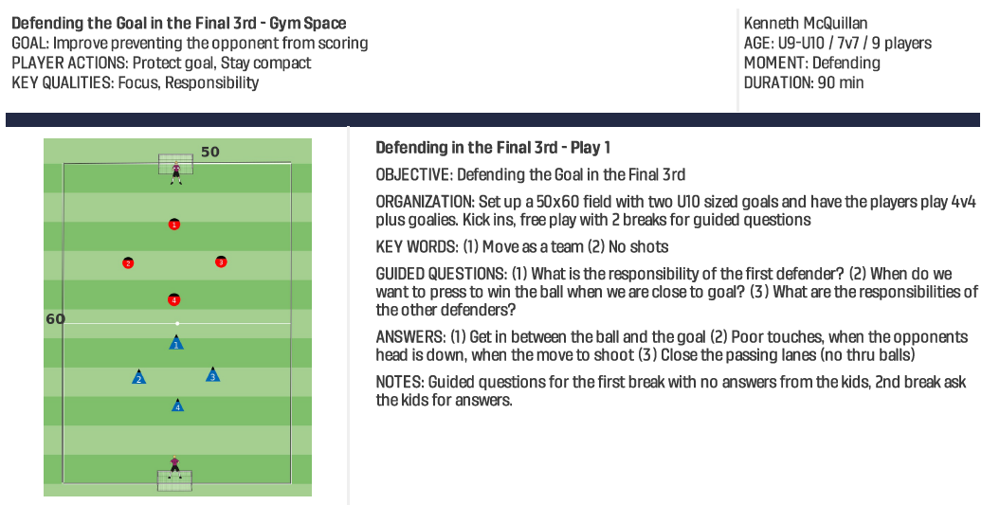 Defending the Goal in the Final 3rd - Gym Space
GOAL: Improve preventing the opponent from scoring
PLAYER ACTIONS: Protect goal, Stay compact
KEY QUALITIES: Focus, Responsibility
Kenneth McQuillan
AGE: U9-U10 / 7v7 / 9 players
MOMENT: Defending
DURATION: 90 min
50
1
2
3
4
60
1
2
3
4
Defending in the Final 3rd - Play 1
OBJECTIVE: Defending the Goal in the Final 3rd
ORGANIZATION: Set up a 50x60 field with two U10 sized goals and have the players play 4v4
plus goalies. Kick ins, free play with 2 breaks for guided questions
KEY WORDS: (1) Move as a team (2) No shots
GUIDED QUESTIONS: (1) What is the responsibility of the first defender? (2) When do we
want to press to win the ball when we are close to goal? (3) What are the responsibilities of
the other defenders?
ANSWERS: (1) Get in between the ball and the goal (2) Poor touches, when the opponents
head is down, when the move to shoot (3) Close the passing lanes (no thru balls)
NOTES: Guided questions for the first break with no answers from the kids, 2nd break ask
the kids for answers.